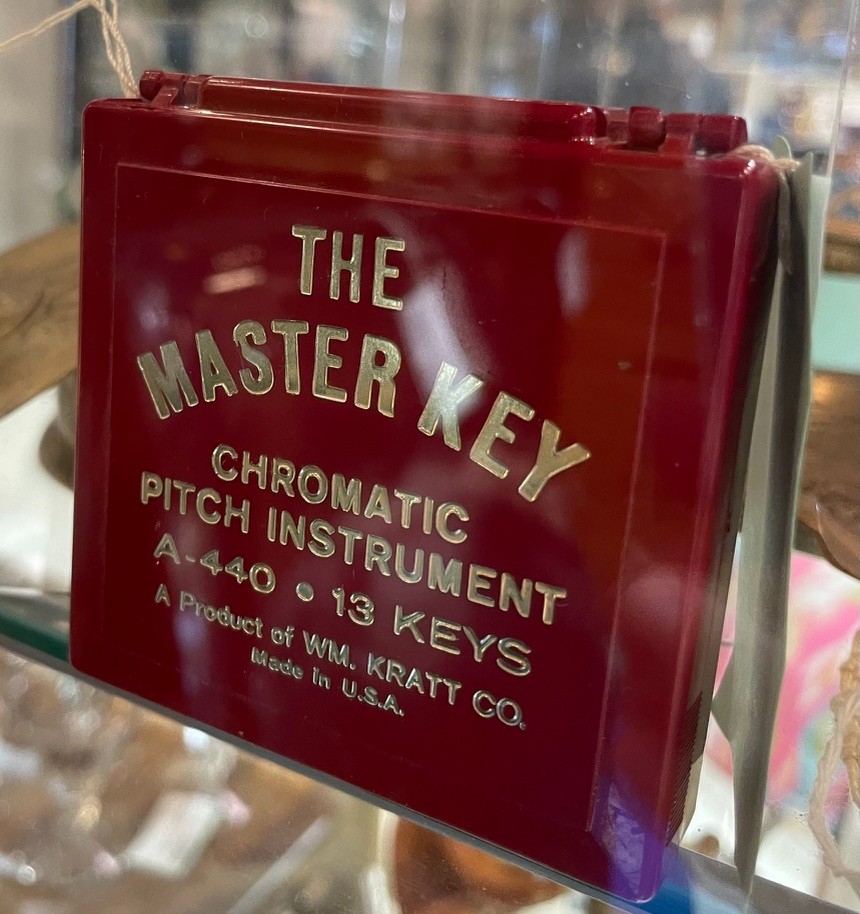 THE
MASTER KEY
CHROMATIC
PITCH INSTRUMENT
A-440 • 13 KEYS
A Product of WM. KRATT CO.
Made in U.S.A.